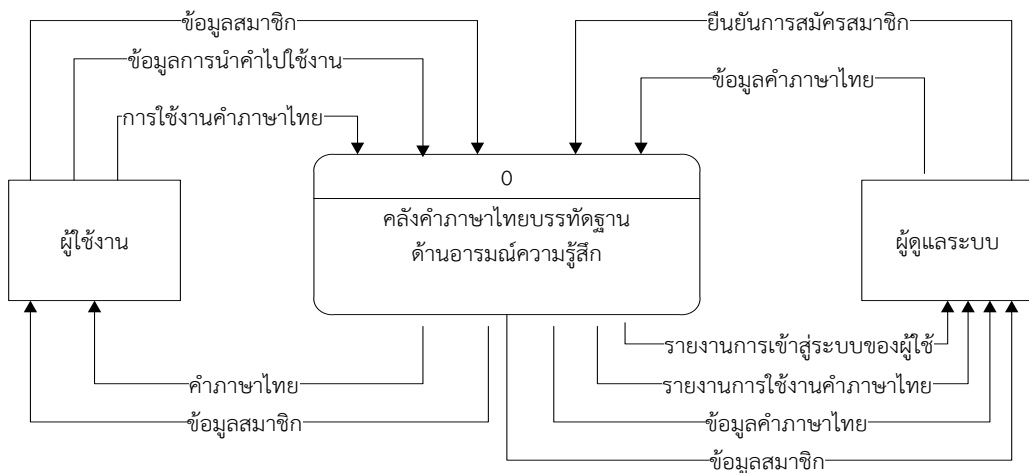 ข้อมูลสมาชิก
ยืนยันการสมัครสมาชิก
ข้อมูลการนำคำไปใช้งาน
ข้อมูลคำภาษาไทย
การใช้งานคำภาษาไทย
0
คลังคำภาษาไทยบรรทัดฐาน
ด้านอารมณ์ความรู้สึก
ผู้ใช้งาน
ผู้ดูแลระบบ
รายงานการเข้าสู่ระบบของผู้ใช้
คำภาษาไทย
รายงานการใช้งานคำภาษาไทย
ข้อมูลสมาชิก
ข้อมูลคำภาษาไทย
ข้อมูลสมาชิก